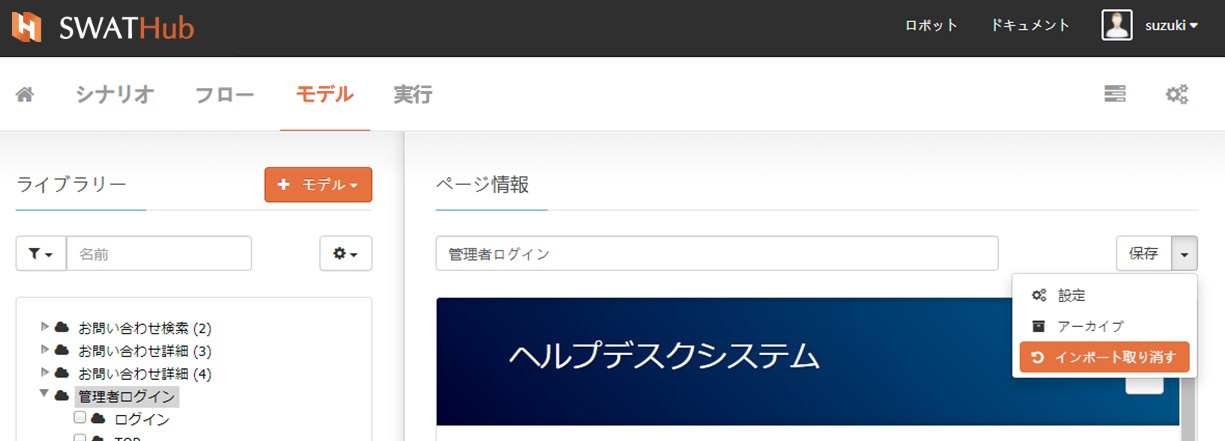 SWATHub
ロボット ドキュメント suzuki
シナリオ フロー モデル 実行
ライブラリー
モデル
ページ情報
名前
管理者ログイン
保存
設定
アーカイブ
インポート取り消す
お問い合わせ検索 (2)
お問い合わせ詳細 (3)
お問い合わせ詳細 (4)
管理者ログイン
ログイン
TOP
ヘルプデスクシステム